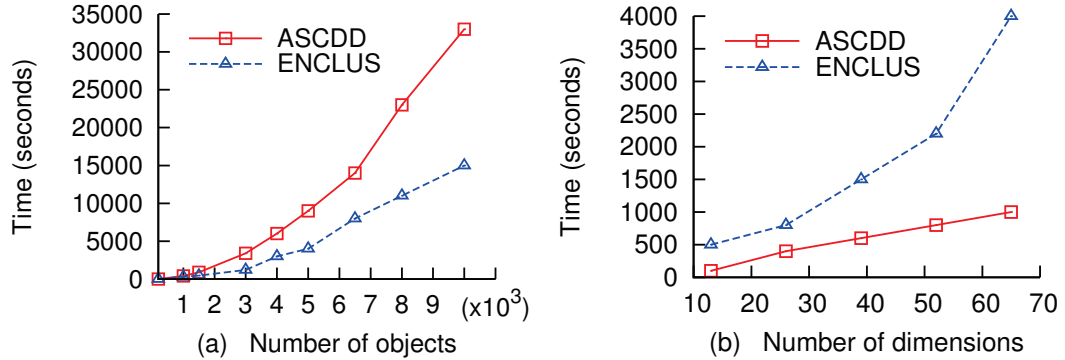 35000
30000
25000
20000
15000
10000
5000
0
Time (seconds)
ASCDD
ENCLUS
1 2 3 4 5 6 7 8 9 (x10³)
(a) Number of objects
4000
3500
3000
2500
2000
1500
1000
500
0
Time (seconds)
ASCDD
ENCLUS
10 20 30 40 50 60 70
(b) Number of dimensions